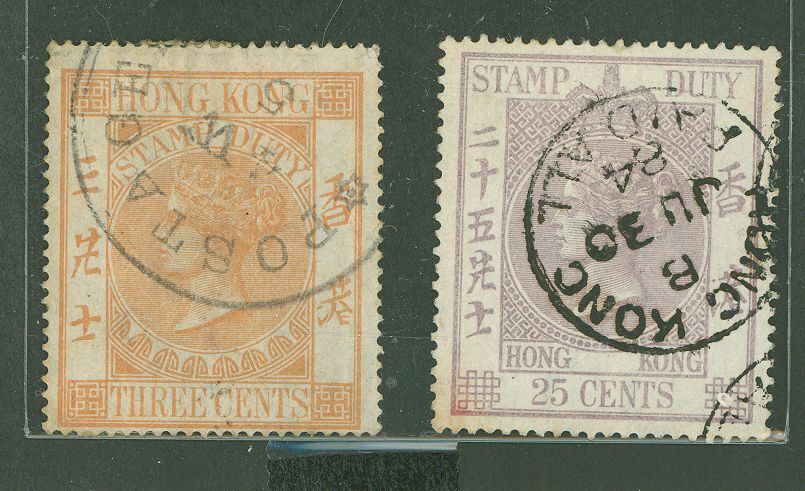 HONG KONG
STAMP DUTY
三先士
香港
THREE CENTS
POSTAGE
STAMP DUTY
二十五先士
香港
HONG KONG
25 CENTS
HONG KONG
B
JU 30